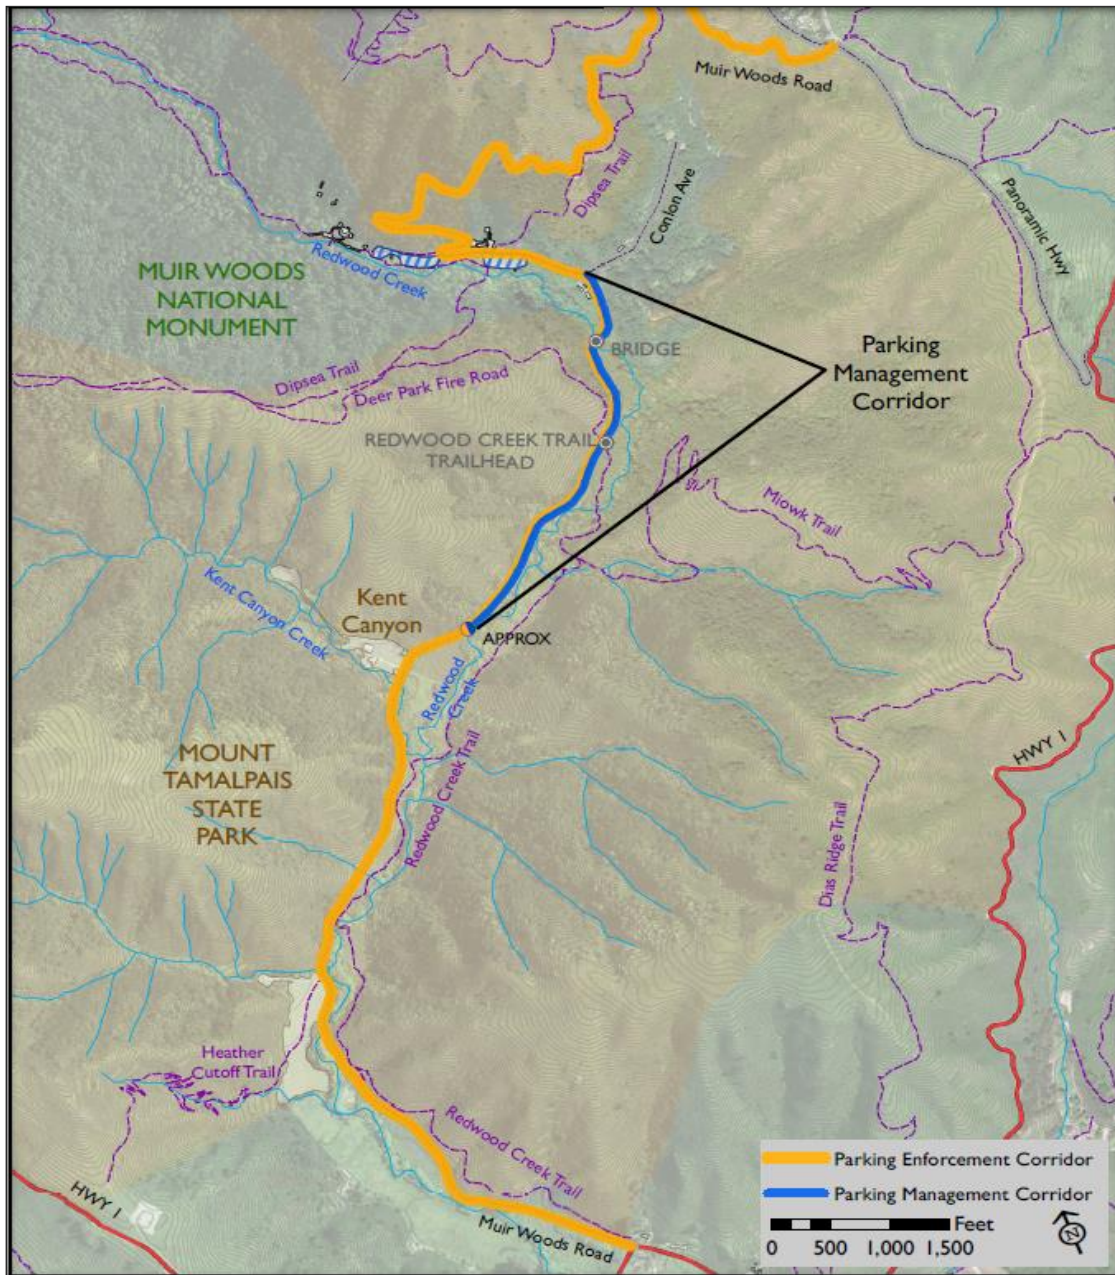 Muir Woods Road
Dipsea Trail
Conlon Ave
Panoramic Hwy
Redwood Creek
MUIR WOODS
NATIONAL
MONUMENT
BRIDGE
Parking
Management
Corridor
Dipsea Trail
Deer Park Fire Road
REDWOOD CREEK TRAIL
TRAILHEAD
Miowk Trail
Kent Canyon Creek
Kent
Canyon
APPROX
Redwood
Creek
HWY 1
MOUNT
TAMALPAIS
STATE
PARK
Redwood Creek Trail
Dias Ridge Trail
Heather
Cutoff Trail
Redwood Creek Trail
HWY 1
Muir Woods Road
Parking Enforcement Corridor
Parking Management Corridor
Feet
0 500 1,000 1,500
N